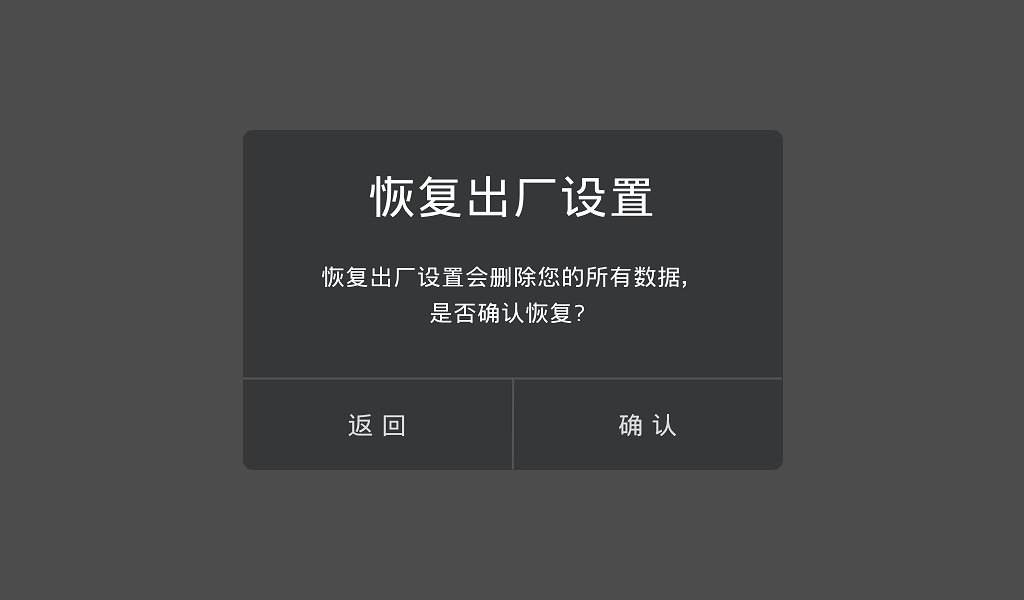 恢复出厂设置
恢复出厂设置会删除您的所有数据，
是否确认恢复？
返回
确认